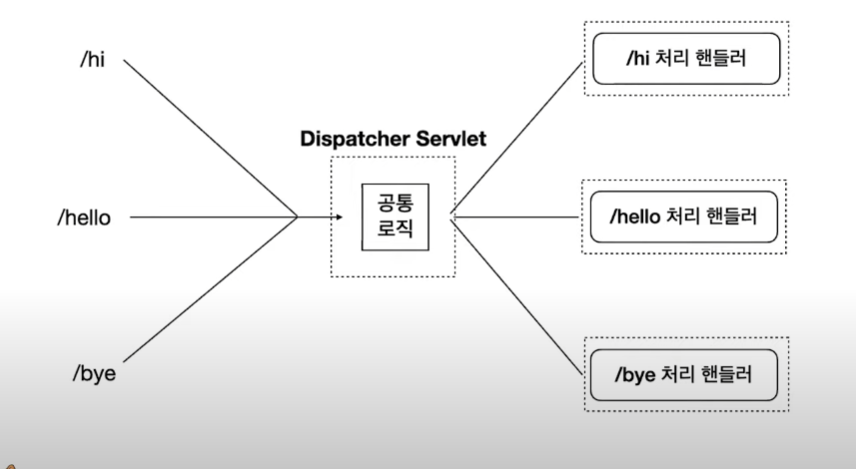 /hi
/hi 처리 핸들러
Dispatcher Servlet
공통
로직
/hello
/hello 처리 핸들러
/bye
/bye 처리 핸들러